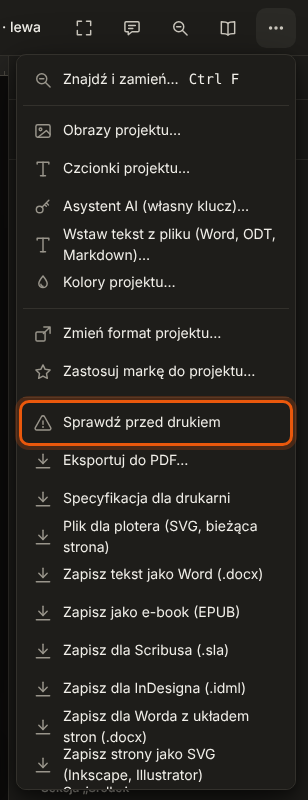 · lewa
Znajdź i zamień... Ctrl F
Obrazy projektu...
Czcionki projektu...
Asystent AI (własny klucz)...
Wstaw tekst z pliku (Word, ODT,
Markdown)...
Kolory projektu...
Zmień format projektu...
Zastosuj markę do projektu...
Sprawdź przed drukiem
Eksportuj do PDF...
Specyfikacja dla drukarni
Plik dla plotera (SVG, bieżąca
strona)
Zapisz tekst jako Word (.docx)
Zapisz jako e-book (EPUB)
Zapisz dla Scribusa (.sla)
Zapisz dla InDesigna (.idml)
Zapisz dla Worda z układem
stron (.docx)
Zapisz strony jako SVG
(Inkscape, Illustrator)